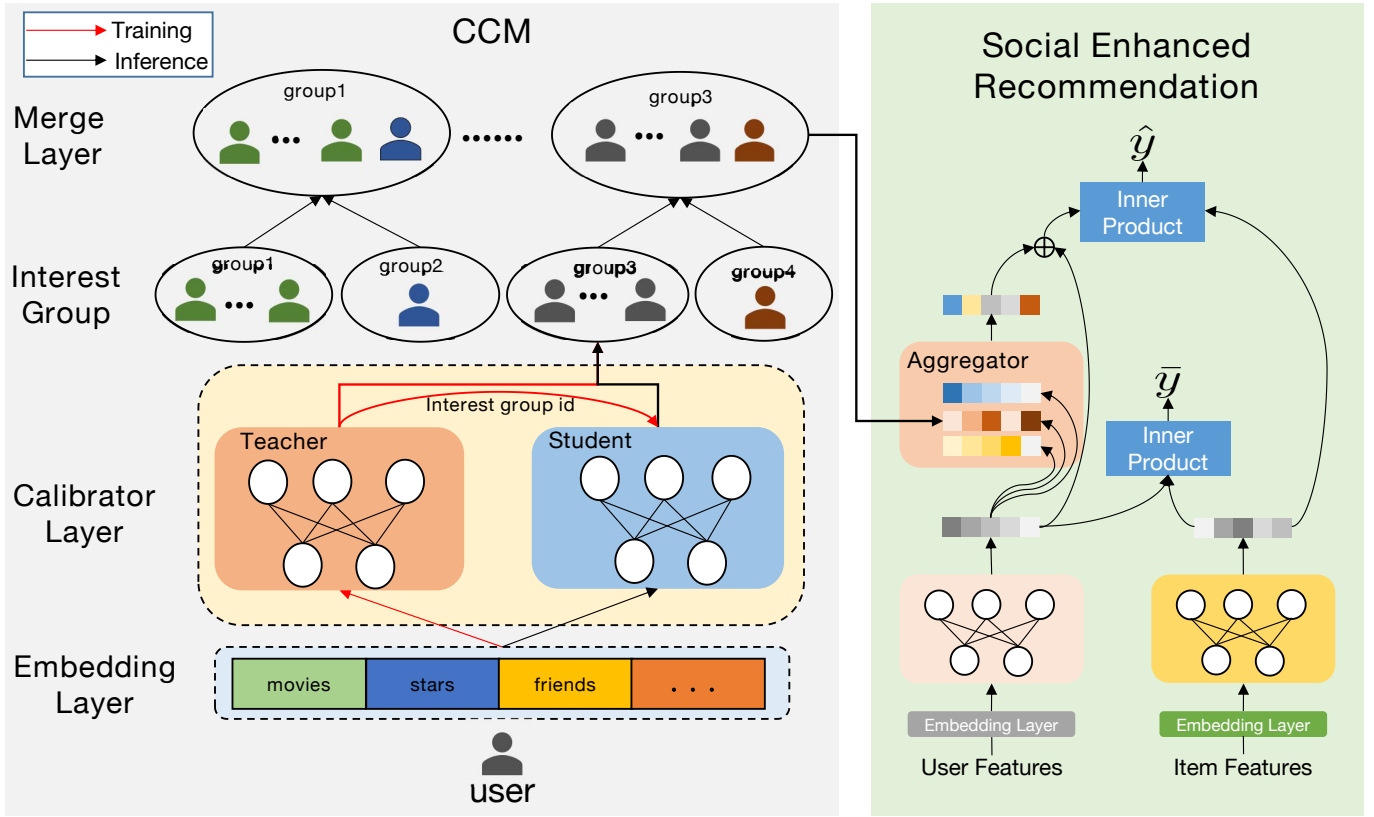 Training
Inference
CCM
Merge
Layer
group1
group3
Interest
Group
group1
group2
group3
group4
Calibrator
Layer
Interest group id
Teacher
Student
Embedding
Layer
movies
stars
friends
. . .
user
Social Enhanced
Recommendation
ŷ
Inner
Product
Aggregator
ȳ
Inner
Product
Embedding Layer
Embedding Layer
User Features
Item Features